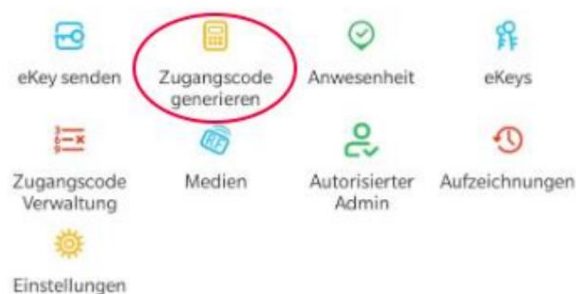 eKey senden
Zugangscode
generieren
Anwesenheit
eKeys
Zugangscode
Verwaltung
Medien
Autorisierter
Admin
Aufzeichnungen
Einstellungen